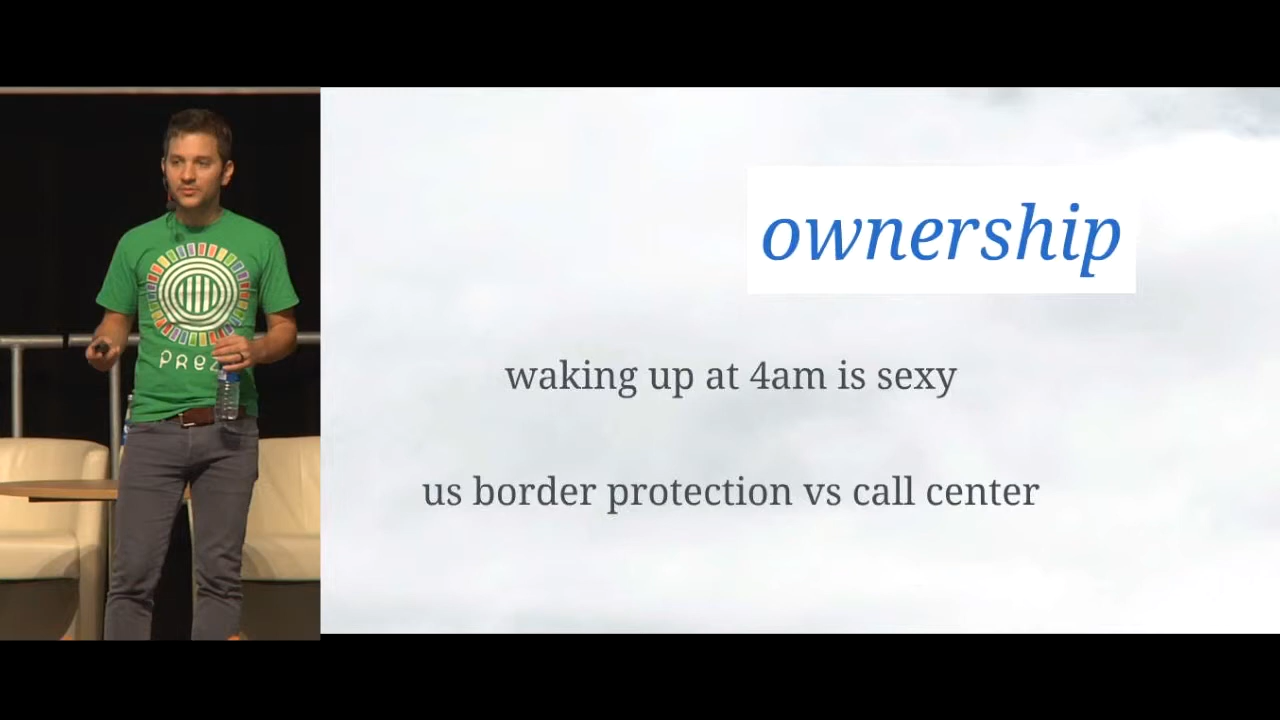 ownership
waking up at 4am is sexy
us border protection vs call center